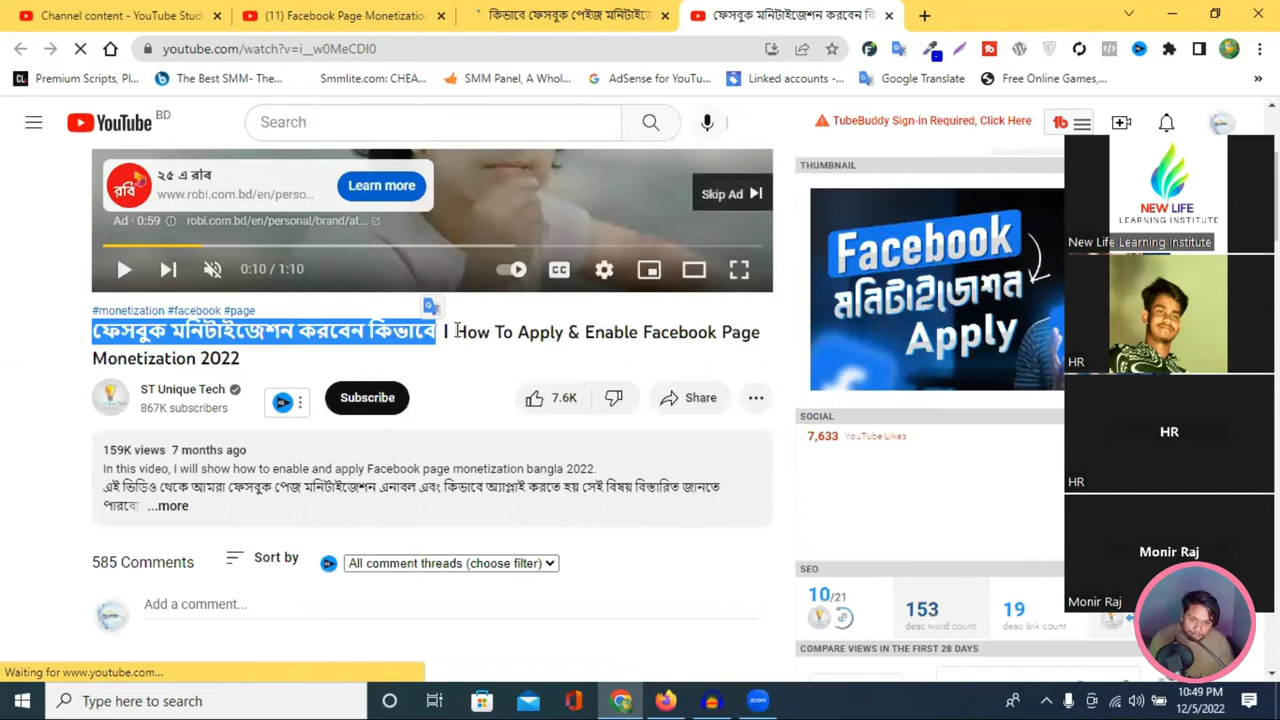 Channel content - YouTube Studi
(11) Facebook Page Monetization
কিভাবে ফেসবুক পেইজ মনিটাইজে
ফেসবুক মনিটাইজেশন করবেন কি
youtube.com/watch?v=i__w0MeCDI0
Premium Scripts, Pl...
The Best SMM- The...
Smmlite.com: CHEA...
SMM Panel, A Whol...
AdSense for YouTu...
Linked accounts -...
Google Translate
Free Online Games,...
YouTube
BD
Search
TubeBuddy Sign-in Required, Click Here
২৫ এ রবি
www.robi.com.bd/en/perso...
Learn more
Skip Ad
Ad · 0:59
robi.com.bd/en/personal/brand/at...
0:10 / 1:10
#monetization #facebook #page
ফেসবুক মনিটাইজেশন করবেন কিভাবে I How To Apply & Enable Facebook Page
Monetization 2022
ST Unique Tech
867K subscribers
Subscribe
7.6K
Share
159K views 7 months ago
In this video, I will show how to enable and apply Facebook page monetization bangla 2022.
এই ভিডিও থেকে আমরা ফেসবুক পেজ মনিটাইজেশন এনাবল এবং কিভাবে অ্যাপ্লাই করতে হয় সেই বিষয় বিস্তারিত জানতে
পারবো ...more
585 Comments
Sort by
All comment threads (choose filter)
Add a comment...
THUMBNAIL
Facebook
মনিটাইজেশন
Apply
SOCIAL
7,633 YouTube Likes
SEO
10/21
153
desc word count
19
desc link count
COMPARE VIEWS IN THE FIRST 28 DAYS
NEW LIFE
LEARNING INSTITUTE
New Life Learning Institute
HR
HR
HR
Monir Raj
Monir Raj
Waiting for www.youtube.com...
Type here to search
zoom
10:49 PM
12/5/2022